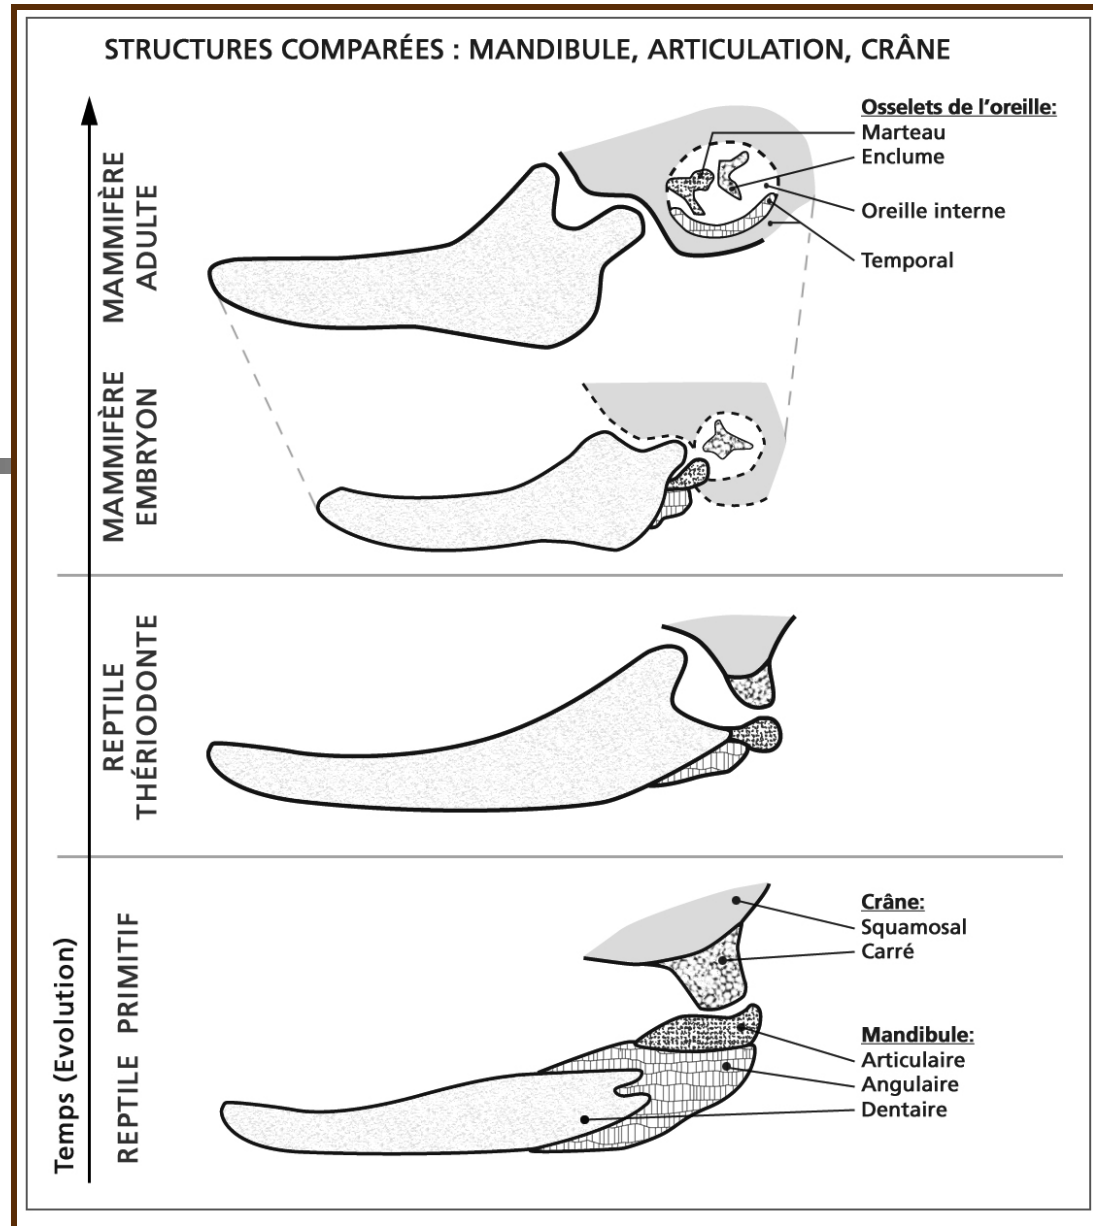 STRUCTURES COMPARÉES : MANDIBULE, ARTICULATION, CRÂNE
MAMMIFÈRE
ADULTE
Osselets de l'oreille:
Marteau
Enclume
Oreille interne
Temporal
MAMMIFÈRE
EMBRYON
REPTILE
THÉRIODONTE
REPTILE PRIMITIF
Crâne:
Squamosal
Carré
Mandibule:
Articulaire
Angulaire
Dentaire
Temps (Evolution)